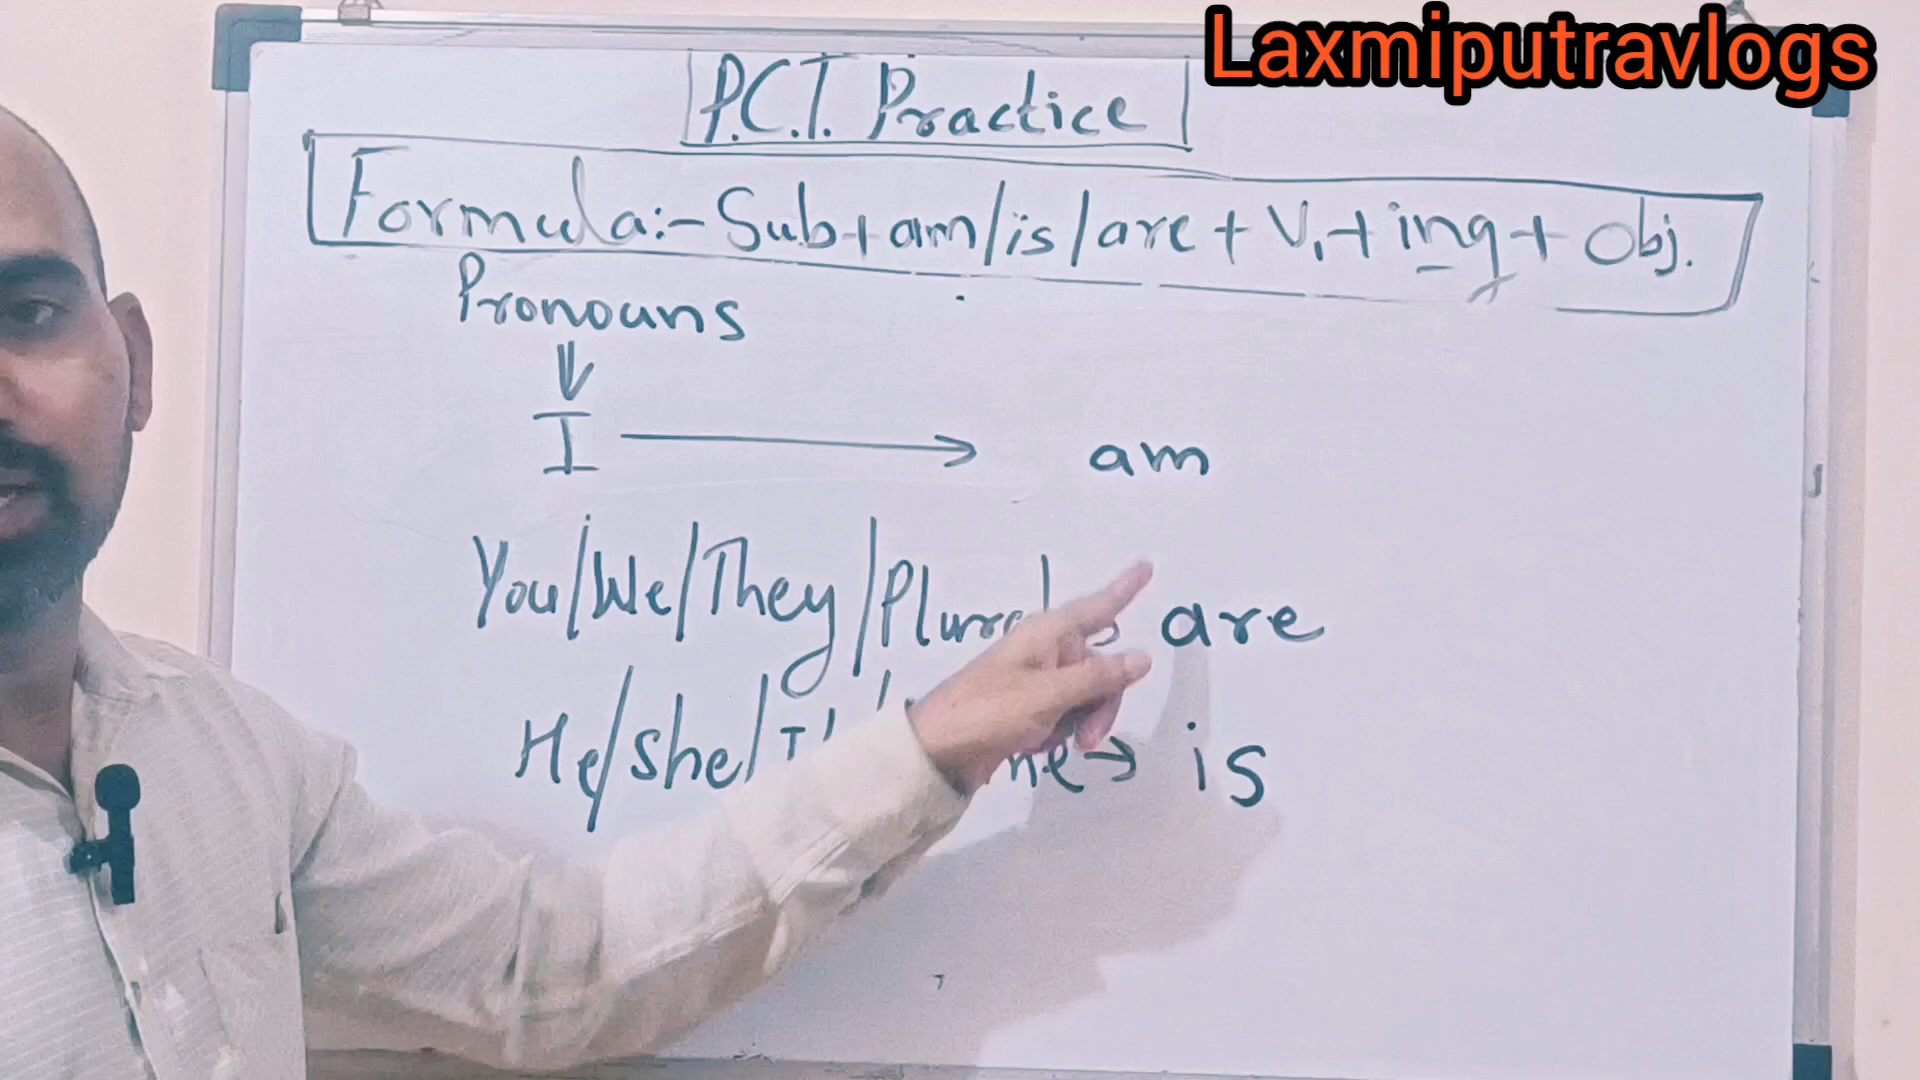 Laxmiputravlogs
P.C.T. Practice
Formula:- Sub + am/is/are + V1 + ing + Obj.
Pronouns
I → am
You/We/They/ are
He/she/ → is